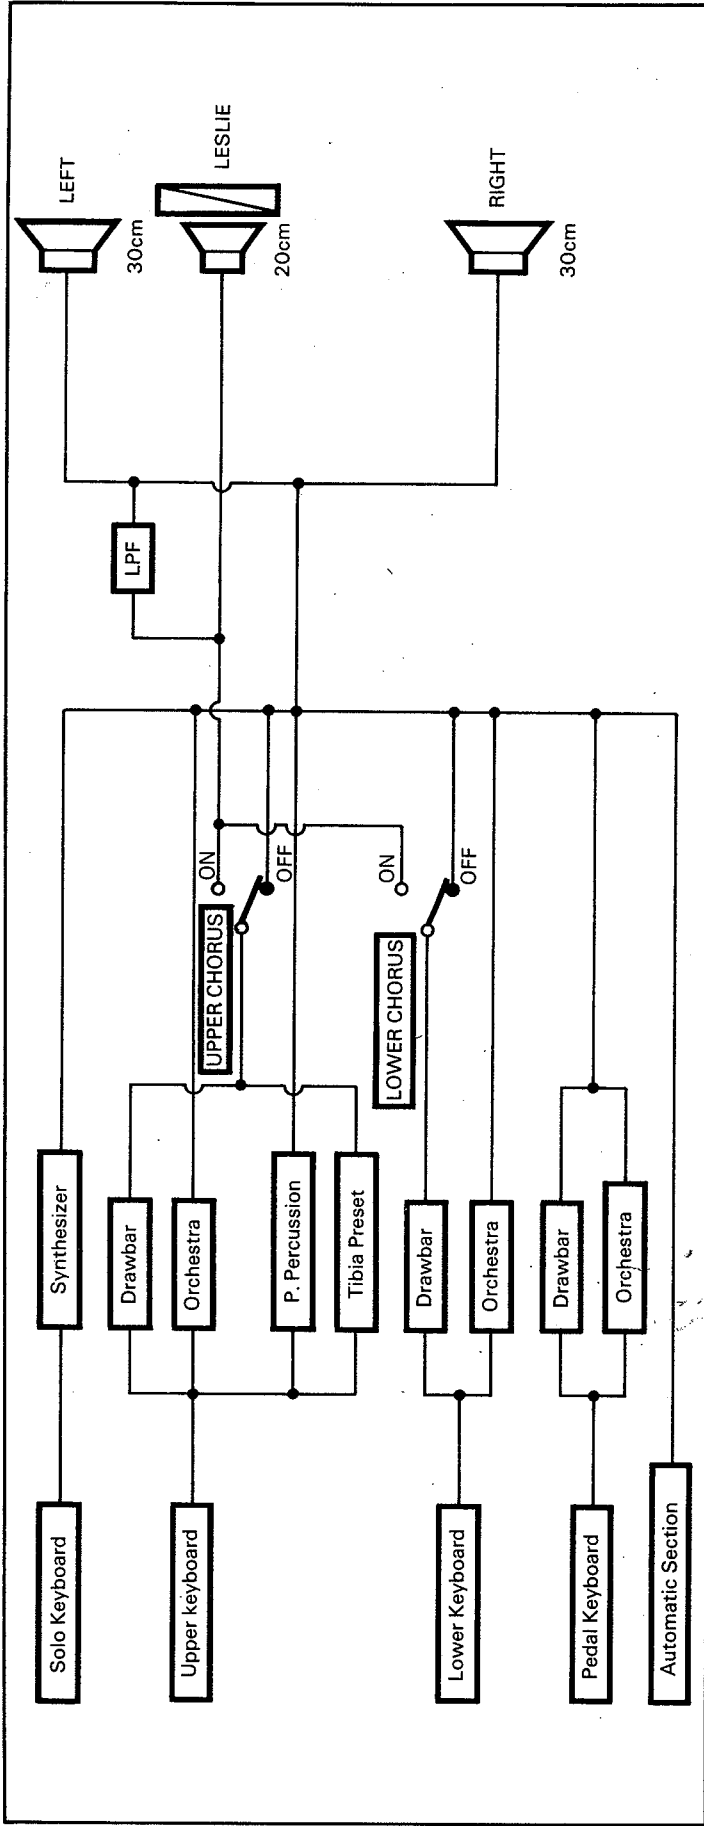 Solo Keyboard
Synthesizer
LEFT
30cm
Upper keyboard
Drawbar
Orchestra
P. Percussion
Tibia Preset
UPPER CHORUS
ON
OFF
LPF
LESLIE
20cm
Lower Keyboard
Drawbar
Orchestra
LOWER CHORUS
ON
OFF
RIGHT
30cm
Pedal Keyboard
Drawbar
Orchestra
Automatic Section